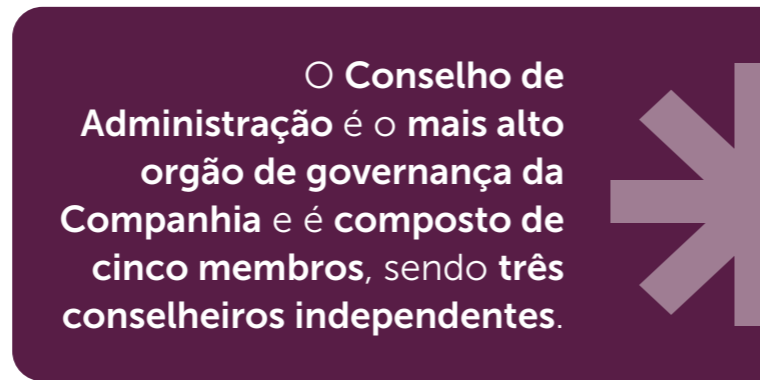 O Conselho de
Administração é o mais alto
orgão de governança da
Companhia e é composto de
cinco membros, sendo três
conselheiros independentes.